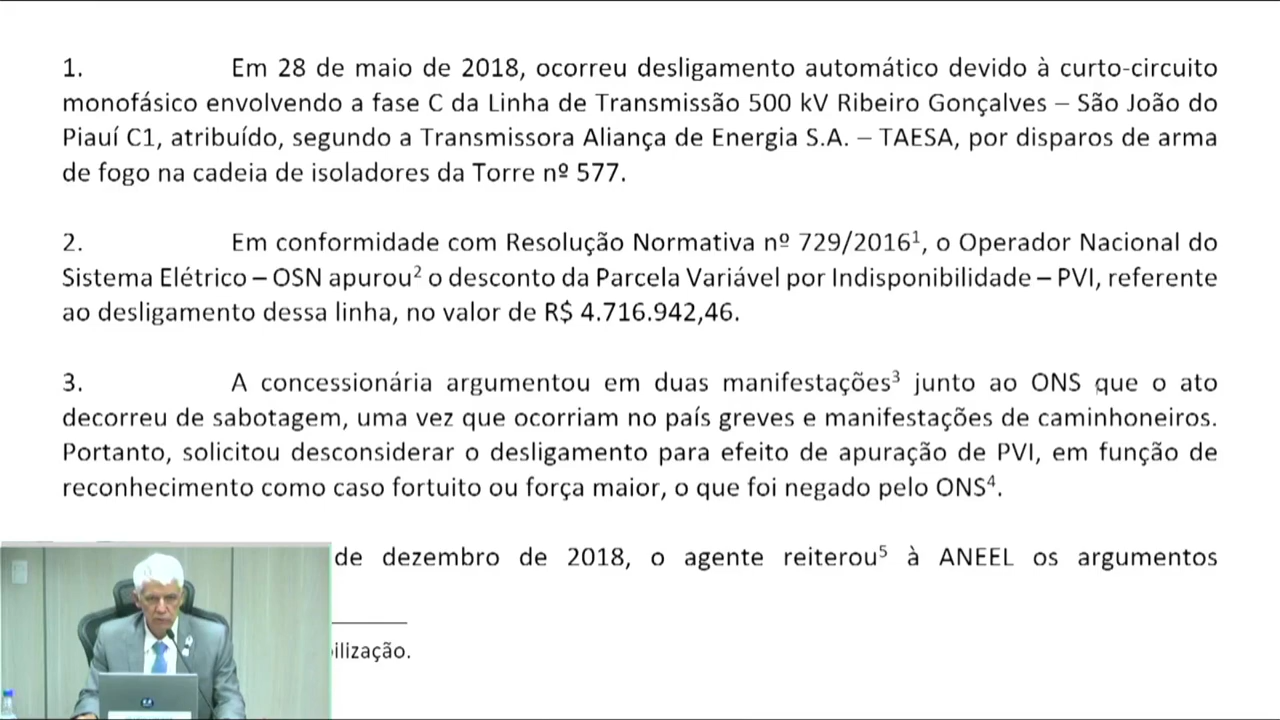 1. Em 28 de maio de 2018, ocorreu desligamento automático devido à curto-circuito
monofásico envolvendo a fase C da Linha de Transmissão 500 kV Ribeiro Gonçalves – São João do
Piauí C1, atribuído, segundo a Transmissora Aliança de Energia S.A. – TAESA, por disparos de arma
de fogo na cadeia de isoladores da Torre nº 577.
2. Em conformidade com Resolução Normativa nº 729/2016¹, o Operador Nacional do
Sistema Elétrico – OSN apurou² o desconto da Parcela Variável por Indisponibilidade – PVI, referente
ao desligamento dessa linha, no valor de R$ 4.716.942,46.
3. A concessionária argumentou em duas manifestações³ junto ao ONS que o ato
decorreu de sabotagem, uma vez que ocorriam no país greves e manifestações de caminhoneiros.
Portanto, solicitou desconsiderar o desligamento para efeito de apuração de PVI, em função de
reconhecimento como caso fortuito ou força maior, o que foi negado pelo ONS⁴.
de dezembro de 2018, o agente reiterou⁵ à ANEEL os argumentos
ilização.